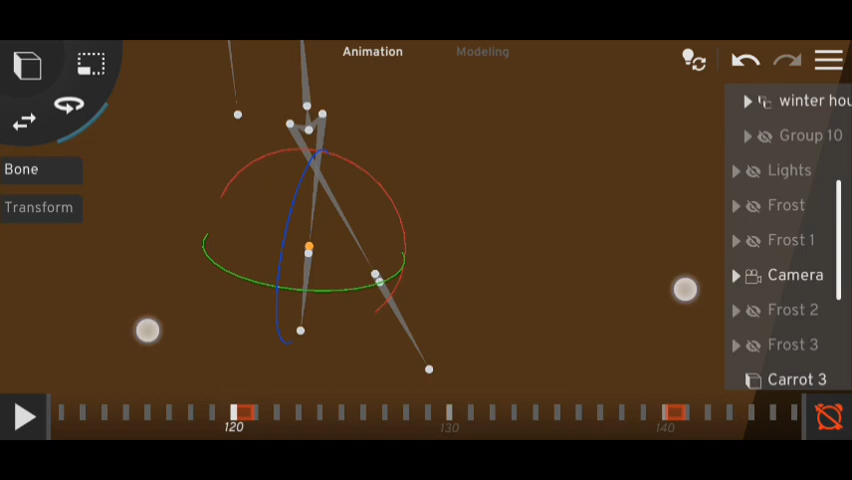 Animation
Modeling
Bone
Transform
winter hou
Group 10
Lights
Frost
Frost 1
Camera
Frost 2
Frost 3
Carrot 3
120
130
140